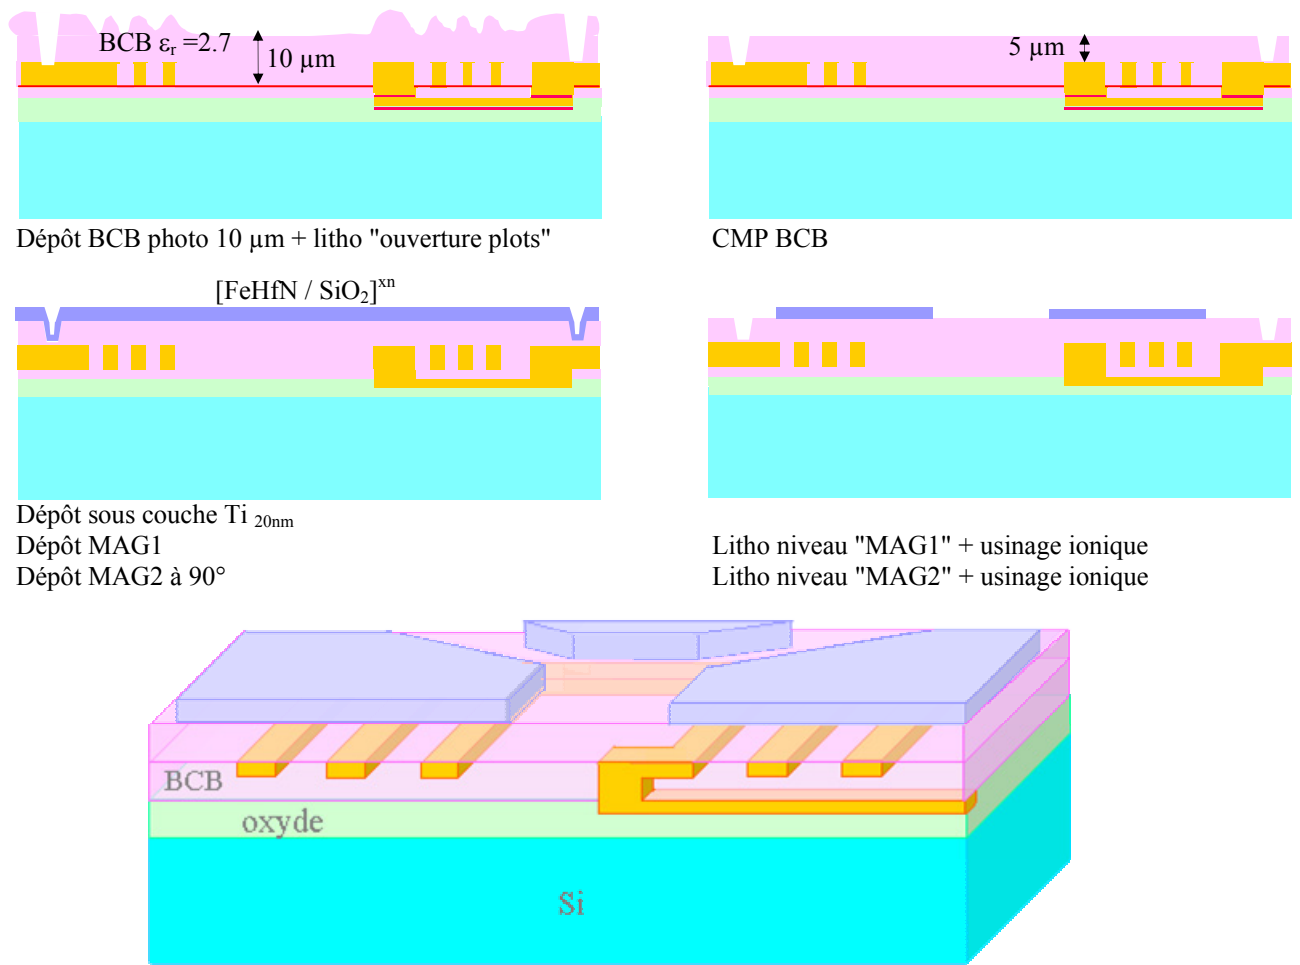 BCB εr =2.7
10 µm
5 µm
Dépôt BCB photo 10 µm + litho "ouverture plots"
CMP BCB
[FeHfN / SiO2]xn
Dépôt sous couche Ti 20nm
Dépôt MAG1
Dépôt MAG2 à 90°
Litho niveau "MAG1" + usinage ionique
Litho niveau "MAG2" + usinage ionique
BCB
oxyde
Si